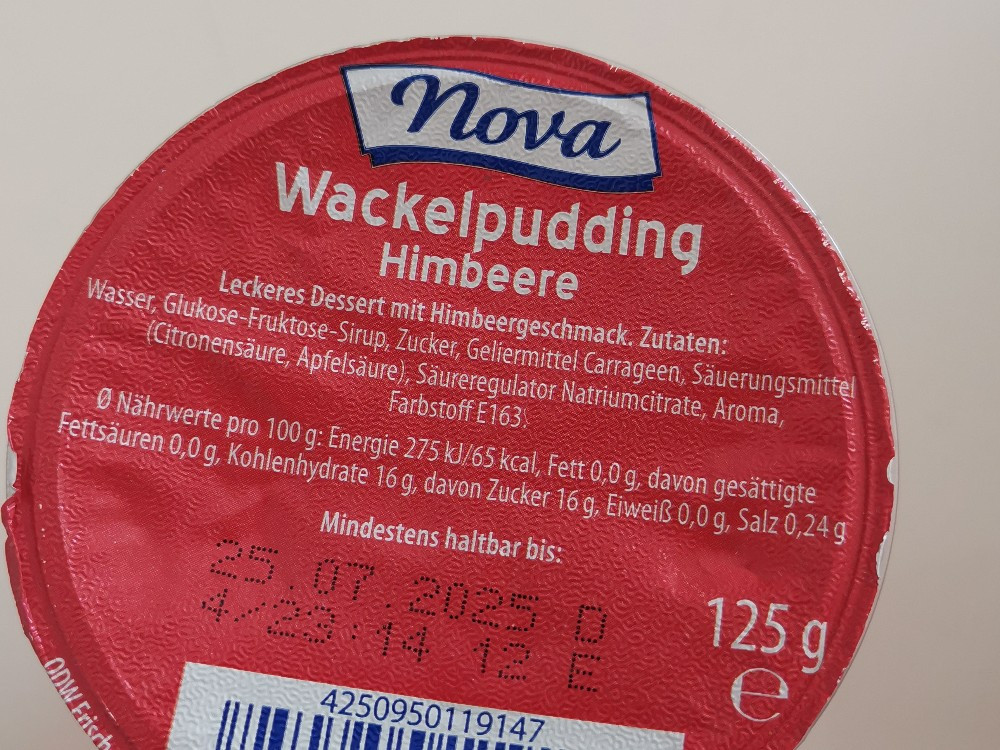 Nova
Wackelpudding
Himbeere
Leckeres Dessert mit Himbeergeschmack. Zutaten:
Wasser, Glukose-Fruktose-Sirup, Zucker, Geliermittel Carrageen, Säuerungsmittel
(Citronensäure, Apfelsäure), Säureregulator Natriumcitrate, Aroma,
Farbstoff E163.
Ø Nährwerte pro 100 g: Energie 275 kJ/65 kcal, Fett 0,0 g, davon gesättigte
Fettsäuren 0,0 g, Kohlenhydrate 16 g, davon Zucker 16 g, Eiweiß 0,0 g, Salz 0,24 g
Mindestens haltbar bis:
25.07.2025 D
4/23:14 12 E
125 g
e
4250950119147
ODW Frisch